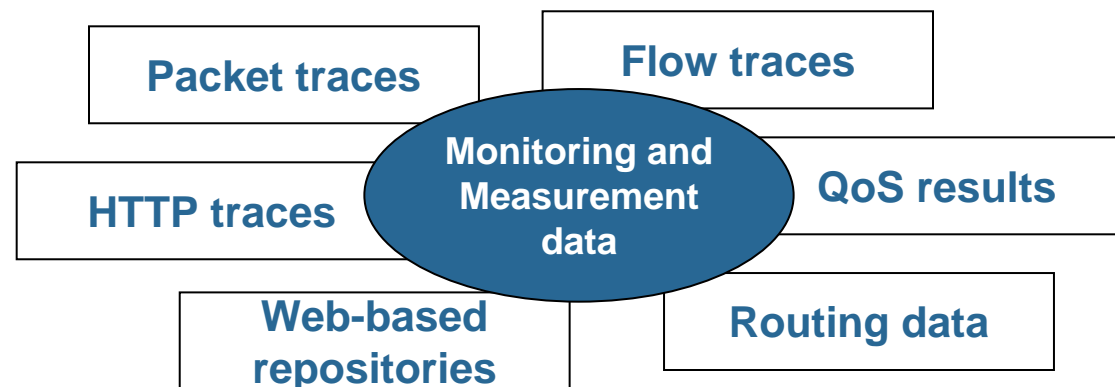 Packet traces
Flow traces
Monitoring and
Measurement
data
HTTP traces
QoS results
Web-based
repositories
Routing data